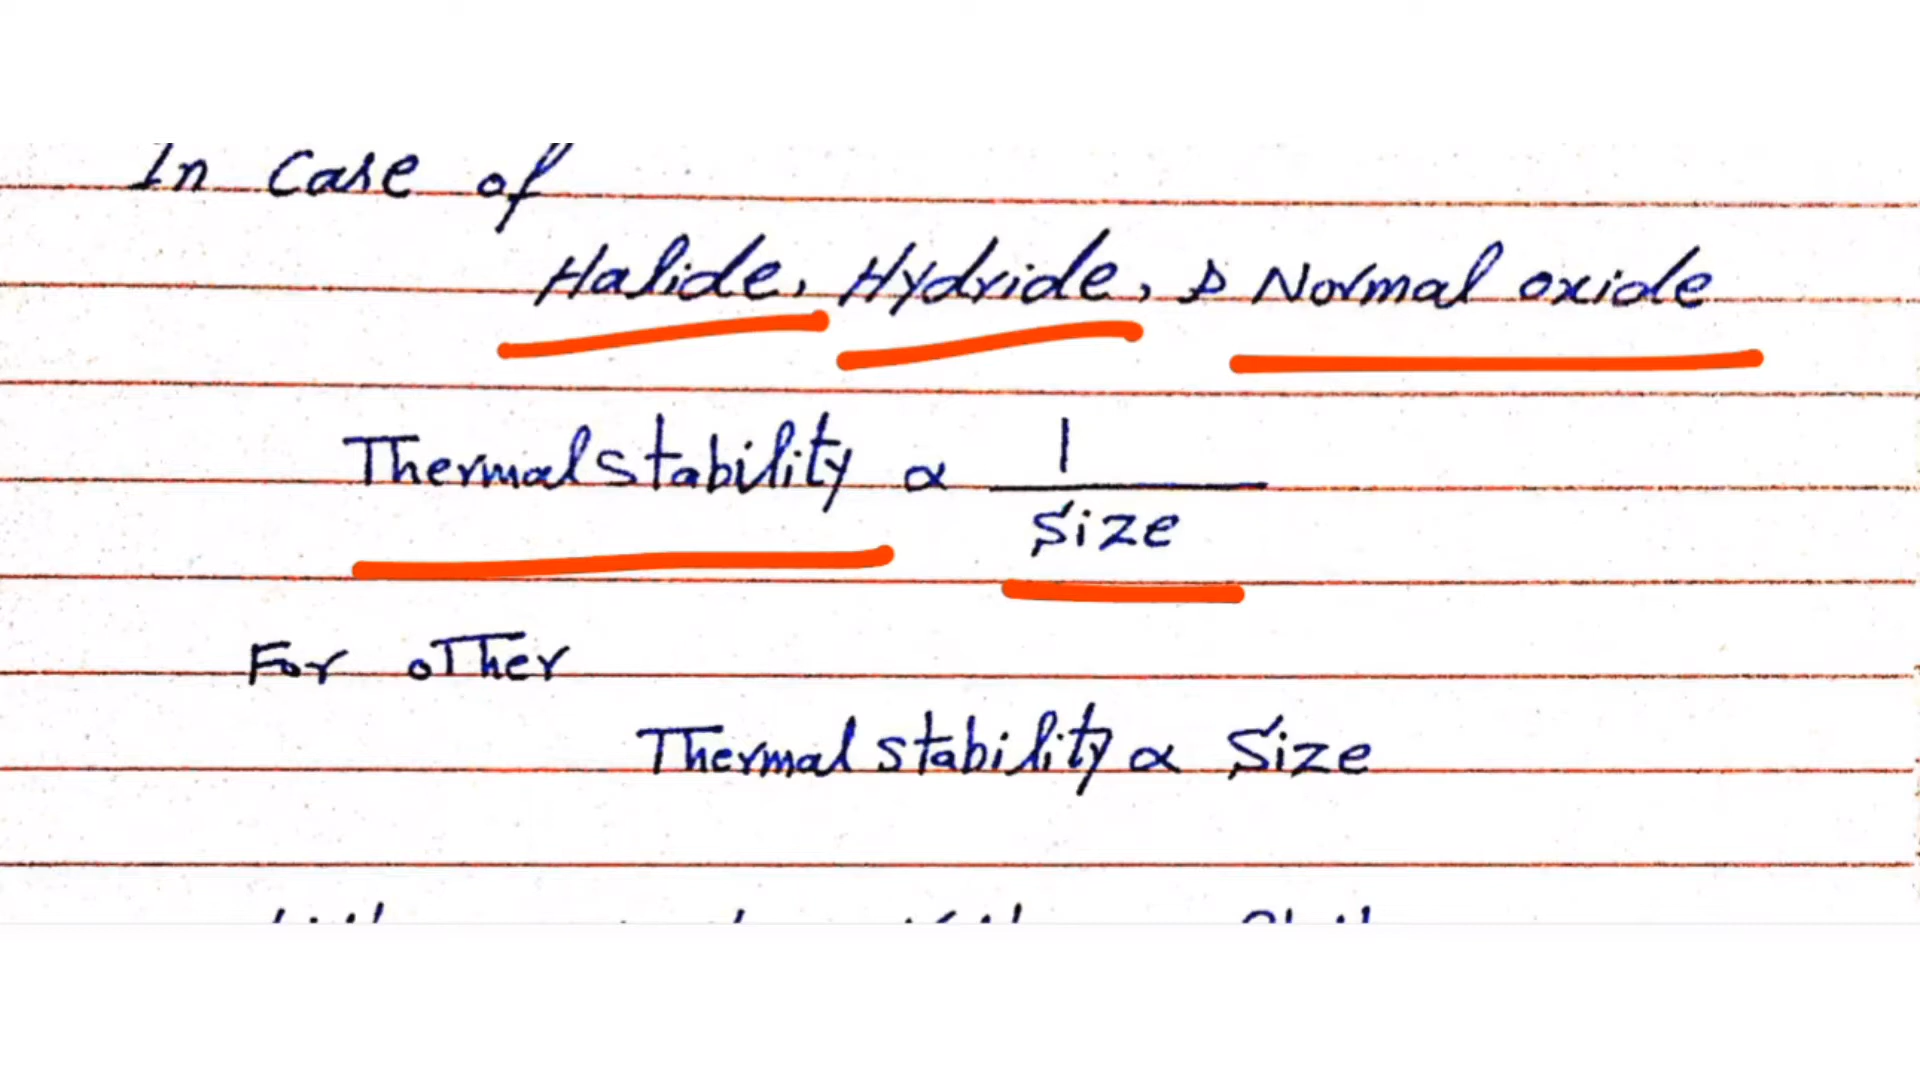 In Case of
Halide, Hydride, & Normal oxide
Thermal stability ∝ 1
Size
For other
Thermal stability ∝ Size